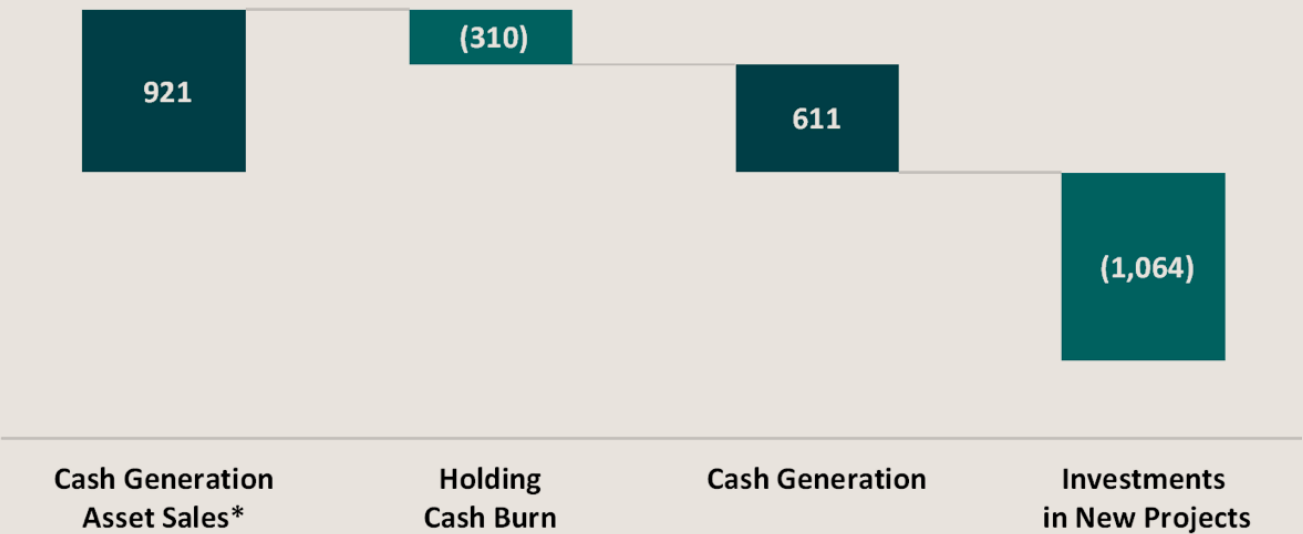 921
(310)
611
(1,064)
Cash Generation
Asset Sales*
Holding
Cash Burn
Cash Generation
Investments
in New Projects